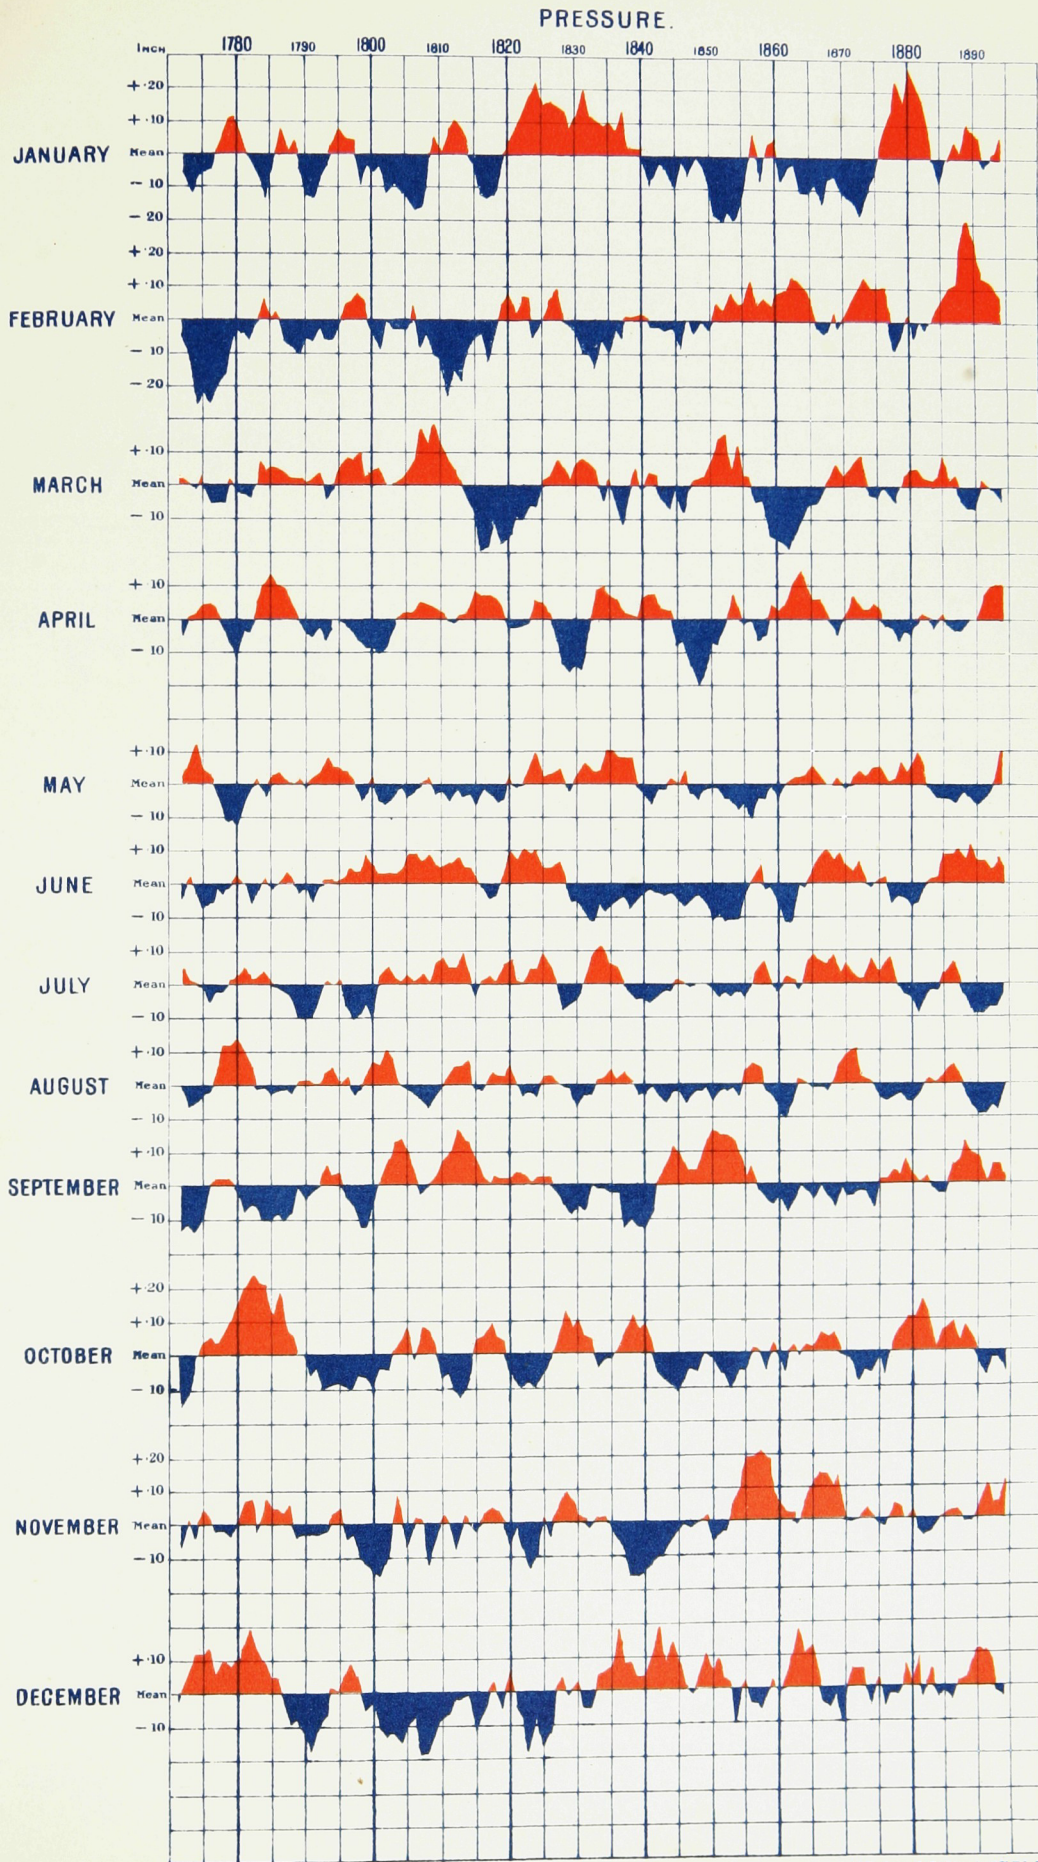 PRESSURE.
INCH 1780 1790 1800 1810 1820 1830 1840 1850 1860 1870 1880 1890
+·20
+·10
JANUARY Mean
-10
-20
+·20
+·10
FEBRUARY Mean
-10
-20
+·10
MARCH Mean
-10
+·10
APRIL Mean
-10
+·10
MAY Mean
-10
+·10
JUNE Mean
-10
+·10
JULY Mean
-10
+·10
AUGUST Mean
-10
+·10
SEPTEMBER Mean
-10
+·20
+·10
OCTOBER Mean
-10
+·20
+·10
NOVEMBER Mean
-10
+·10
DECEMBER Mean
-10